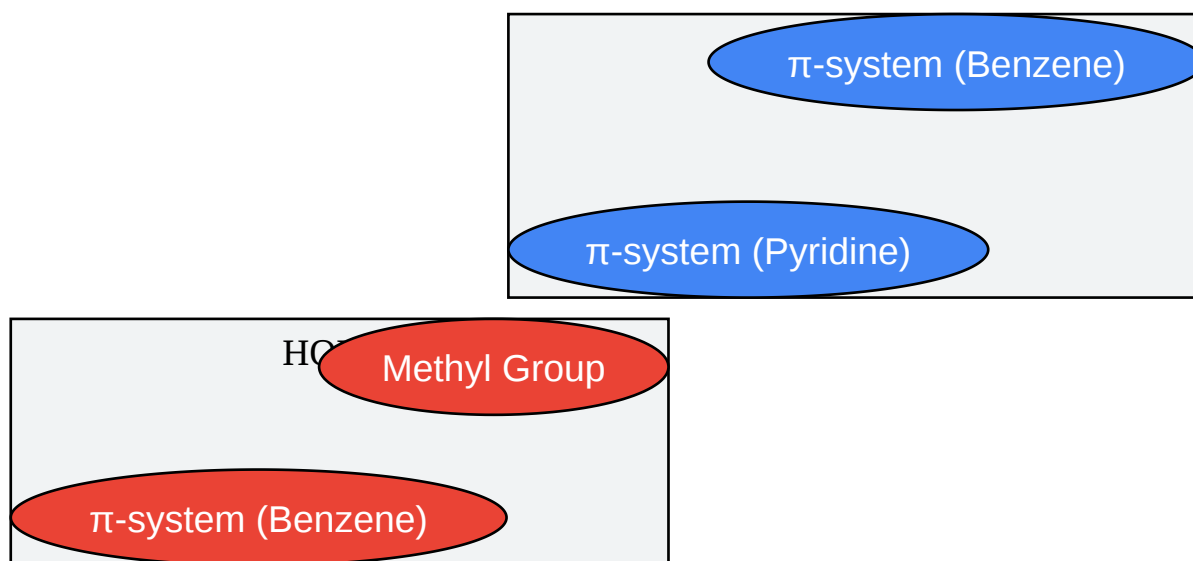 π-system (Benzene)
π-system (Pyridine)
Methyl Group
π-system (Benzene)